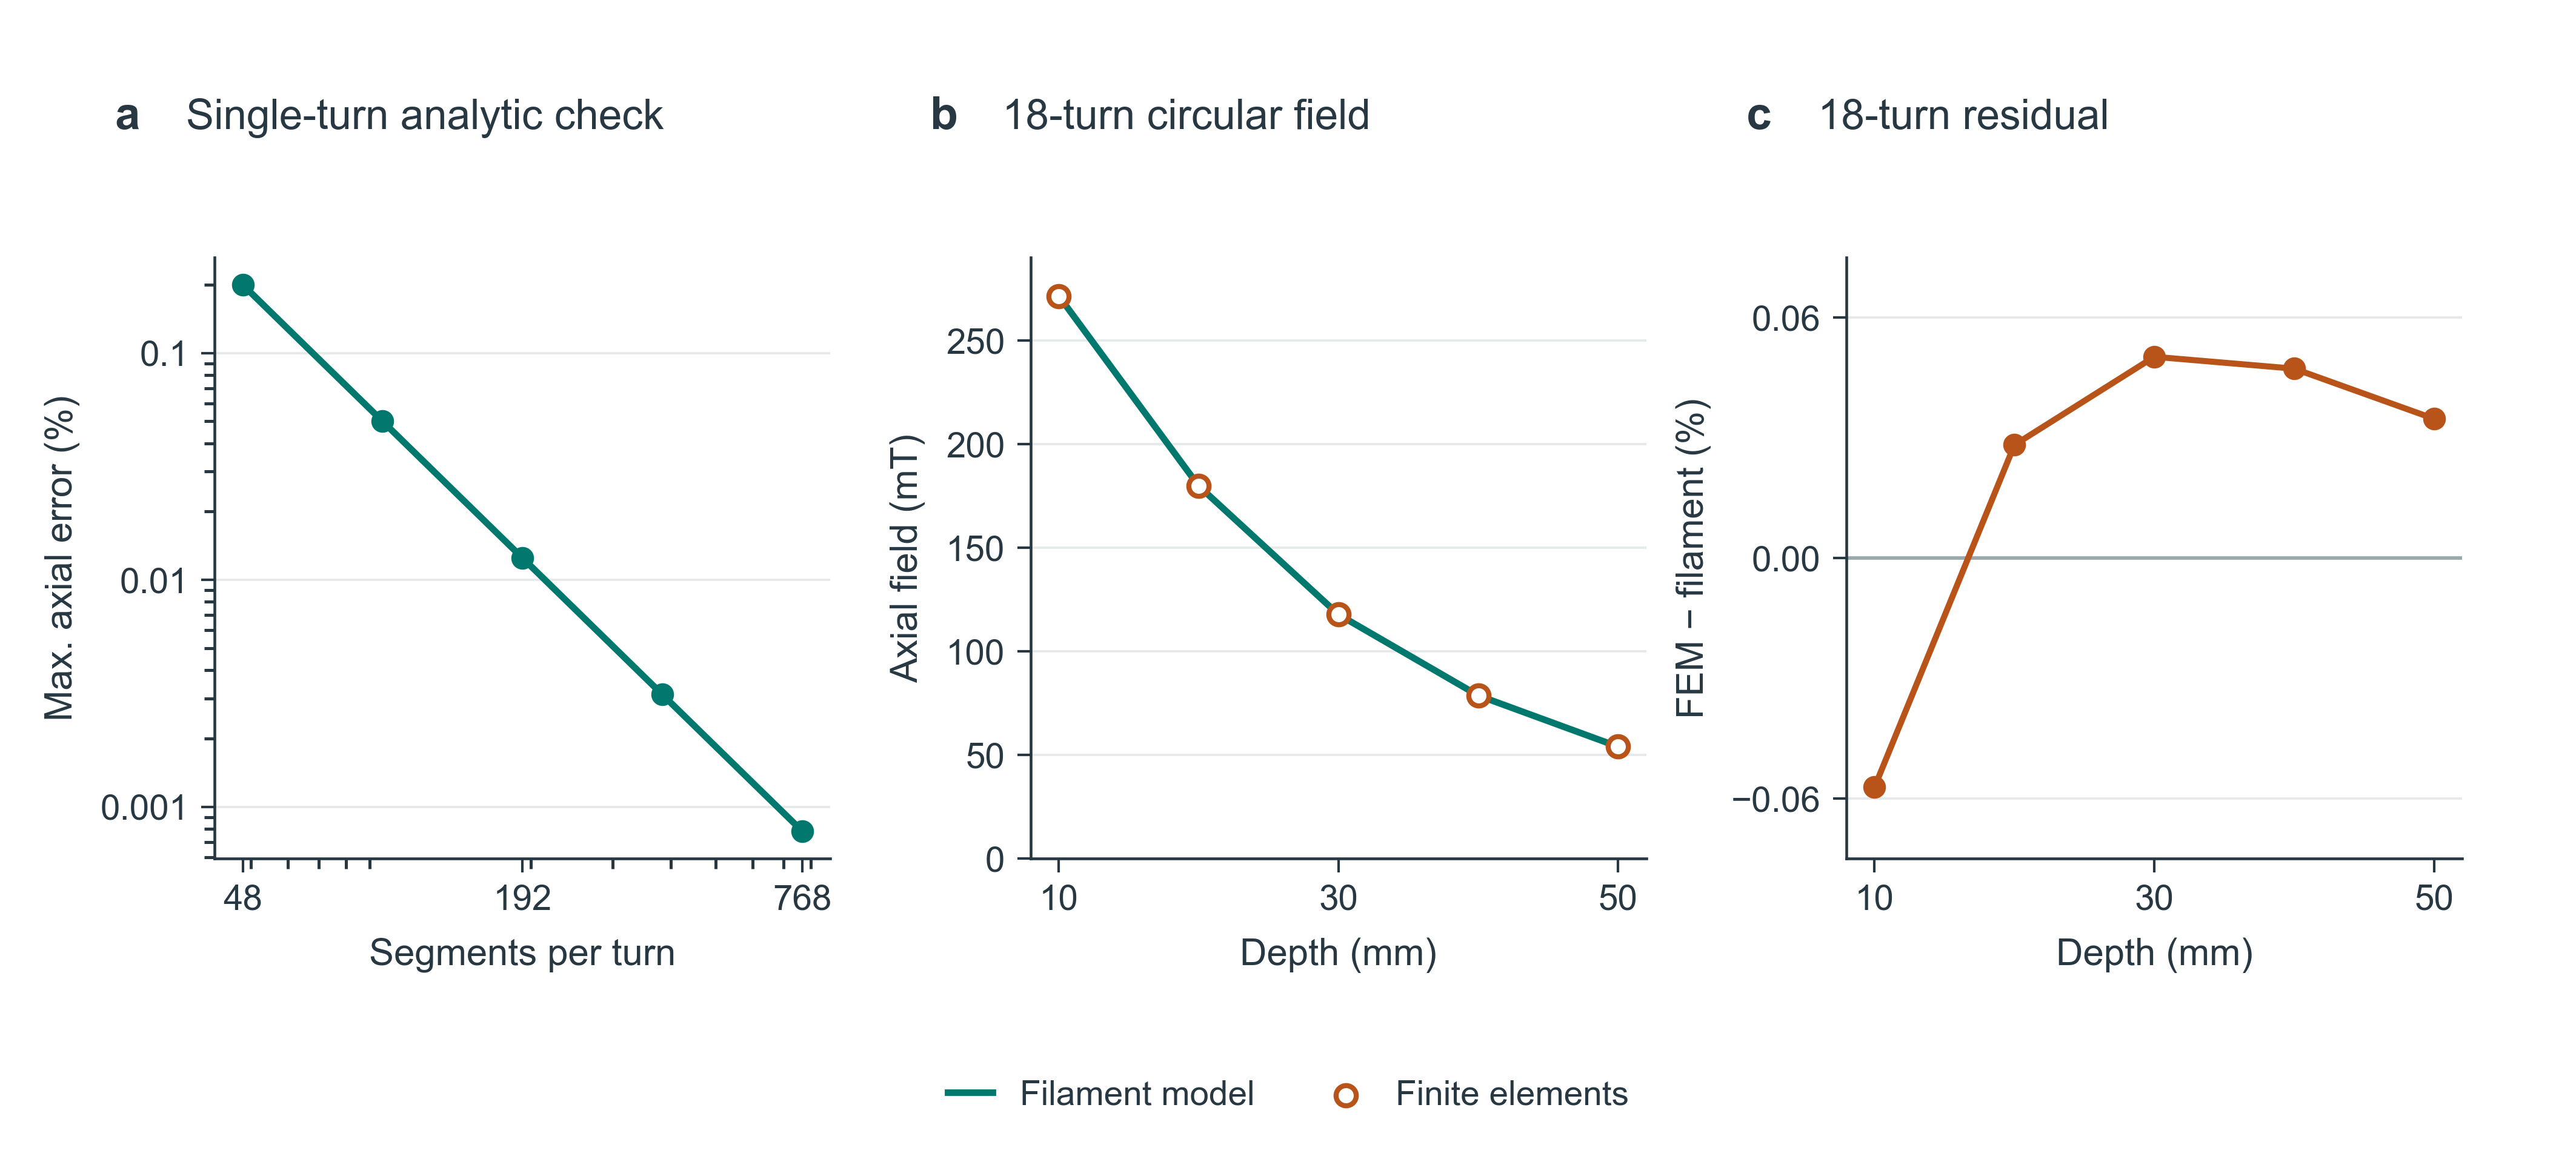 a Single-turn analytic check
Max. axial error (%)
0.1
0.01
0.001
48 192 768
Segments per turn
b 18-turn circular field
Axial field (mT)
250
200
150
100
50
0
10 30 50
Depth (mm)
c 18-turn residual
FEM − filament (%)
0.06
0.00
−0.06
10 30 50
Depth (mm)
Filament model Finite elements